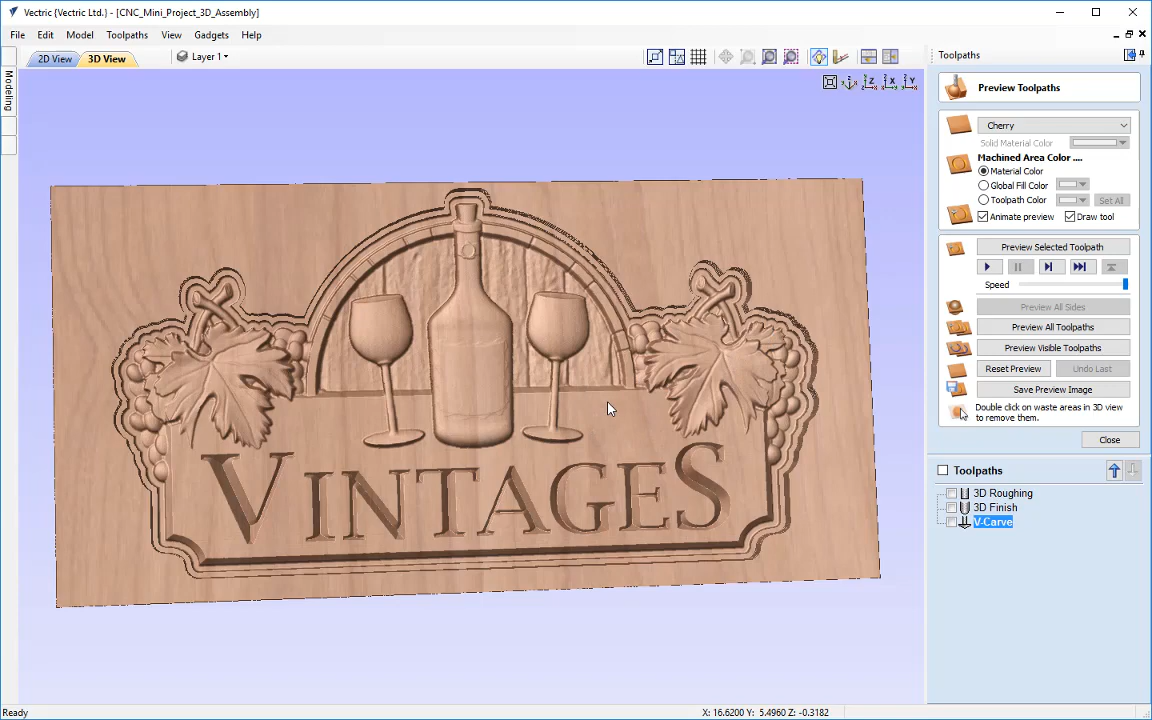 Vectric {Vectric Ltd.} - [CNC_Mini_Project_3D_Assembly]
File Edit Model Toolpaths View Gadgets Help
2D View 3D View Layer 1
Toolpaths
Modeling
Z X Y
Preview Toolpaths
Cherry
Solid Material Color
Machined Area Color ....
Material Color
Global Fill Color
Toolpath Color Set All
Animate preview Draw tool
Preview Selected Toolpath
Speed
Preview All Sides
Preview All Toolpaths
Preview Visible Toolpaths
Reset Preview Undo Last
Save Preview Image
Double click on waste areas in 3D view
to remove them.
Close
VINTAGES
Toolpaths
3D Roughing
3D Finish
V-Carve
Ready X: 16.6200 Y: 5.4960 Z: -0.3182